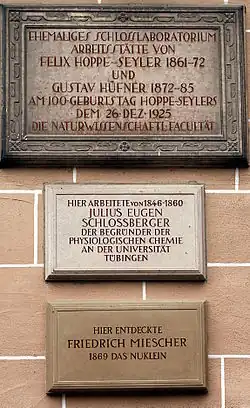 EHEMALIGES SCHLOSSLABORATORIUM
ARBEITSSTÄTTE VON
FELIX HOPPE-SEYLER 1861-72
UND
GUSTAV HÜFNER 1872-85
AM 100. GEBURTSTAG HOPPE-SEYLERS
DEM 26. DEZ. 1925
DIE NATURWISSENSCHAFTL. FACULTÄT
HIER ARBEITETE VON 1846-1860
JULIUS EUGEN
SCHLOSSBERGER
DER BEGRÜNDER DER
PHYSIOLOGISCHEN CHEMIE
AN DER UNIVERSITÄT
TÜBINGEN
HIER ENTDECKTE
FRIEDRICH MIESCHER
1869 DAS NUKLEIN